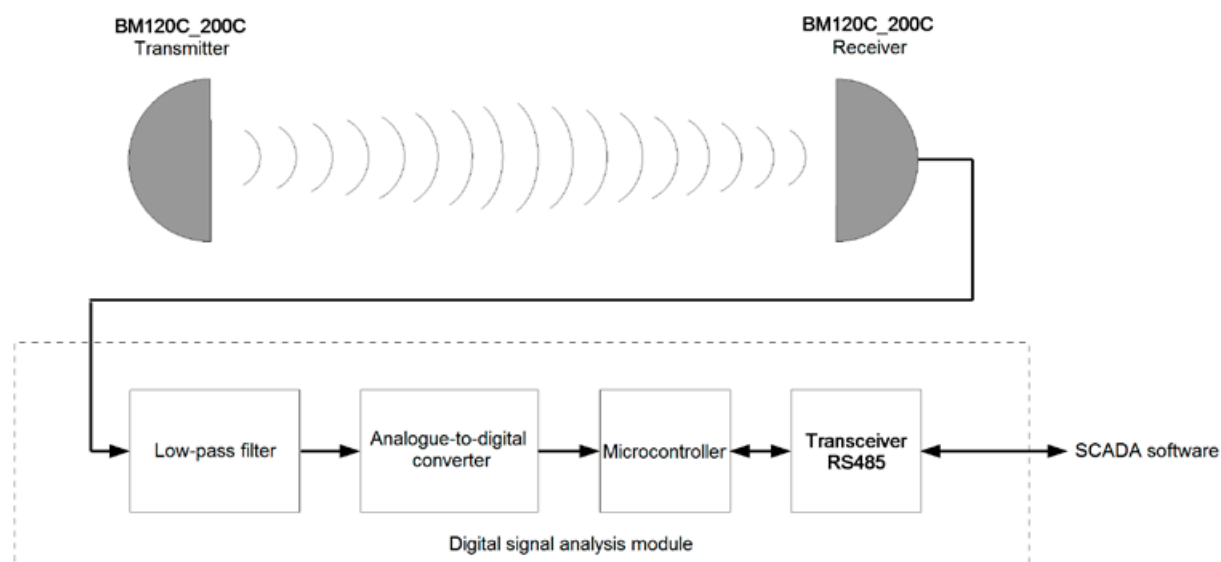 BM120C_200C
Transmitter
BM120C_200C
Receiver
Low-pass filter
Analogue-to-digital
converter
Microcontroller
Transceiver
RS485
SCADA software
Digital signal analysis module